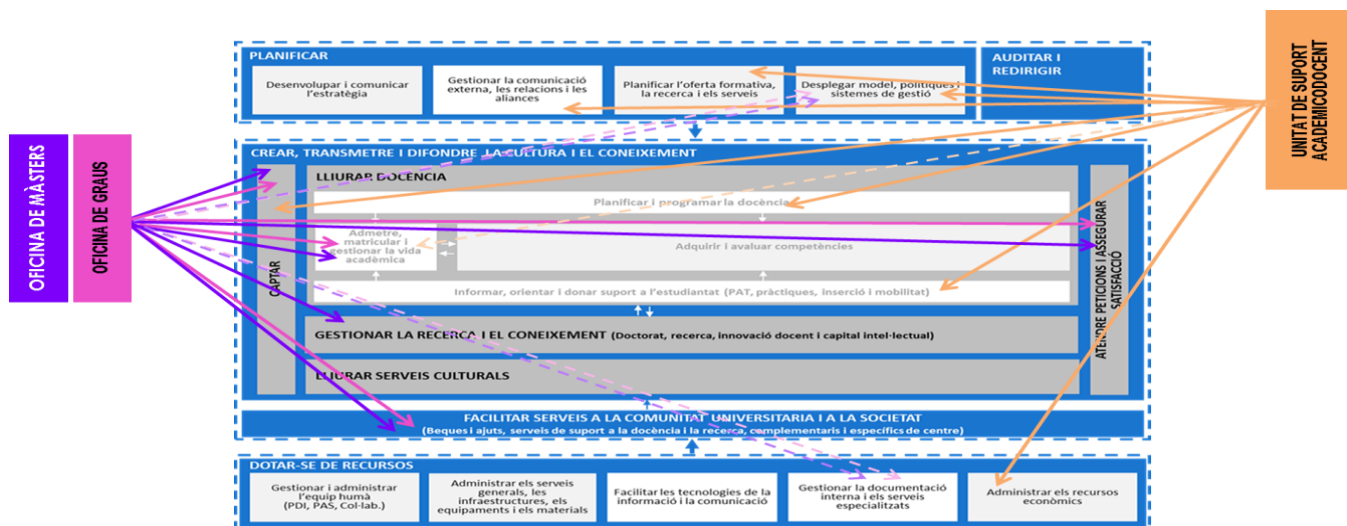 PLANIFICAR
Desenvolupar i comunicar
l'estratègia
Gestionar la comunicació
externa, les relacions i les
aliances
Planificar l'oferta formativa,
la recerca i els serveis
Desplegar model, polítiques i
sistemes de gestió
AUDITAR I
REDIRIGIR
UNITAT DE SUPORT
ACADEMICODOCENT
OFICINA DE MÀSTERS
OFICINA DE GRAUS
CREAR, TRANSMETRE I DIFONDRE LA CULTURA I EL CONEIXEMENT
CAPTAR
LLIURAR DOCÈNCIA
Planificar i programar la docència
Admetre,
matricular i
gestionar la vida
acadèmica
Adquirir i avaluar competències
Informar, orientar i donar suport a l'estudiantat (PAT, pràctiques, inserció i mobilitat)
ATENDRE PETICIONS I ASSEGURAR
SATISFACCIÓ
GESTIONAR LA RECERCA I EL CONEIXEMENT (Doctorat, recerca, innovació docent i capital intel·lectual)
LLIURAR SERVEIS CULTURALS
FACILITAR SERVEIS A LA COMUNITAT UNIVERSITARIA I A LA SOCIETAT
(Beques i ajuts, serveis de suport a la docència i la recerca, complementaris i específics de centre)
DOTAR-SE DE RECURSOS
Gestionar i administrar
l'equip humà
(PDI, PAS, Col·lab.)
Administrar els serveis
generals, les
infraestructures, els
equipaments i els materials
Facilitar les tecnologies de la
informació i la comunicació
Gestionar la documentació
interna i els serveis
especialitzats
Administrar els recursos
econòmics